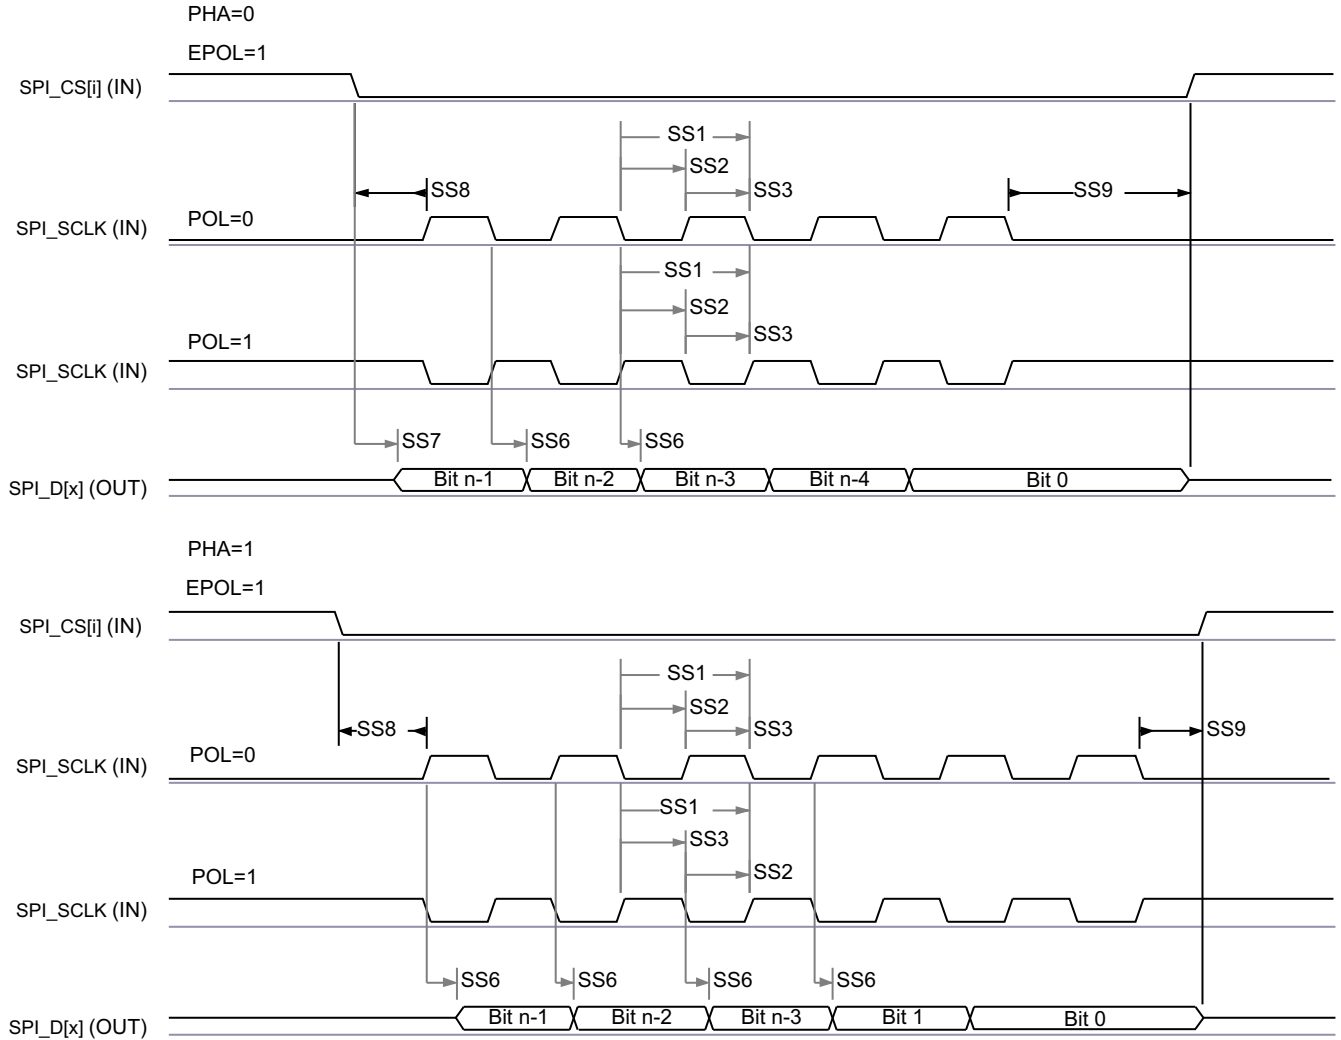 PHA=0
EPOL=1
SPI_CS[i] (IN)
SS1
SS2
SS8
SS3
SS9
POL=0
SPI_SCLK (IN)
SS1
SS2
SS3
POL=1
SPI_SCLK (IN)
SS7
SS6
SS6
SPI_D[x] (OUT)
Bit n-1
Bit n-2
Bit n-3
Bit n-4
Bit 0
PHA=1
EPOL=1
SPI_CS[i] (IN)
SS1
SS2
SS8
SS3
SS9
POL=0
SPI_SCLK (IN)
SS1
SS3
SS2
POL=1
SPI_SCLK (IN)
SS6
SS6
SS6
SS6
SPI_D[x] (OUT)
Bit n-1
Bit n-2
Bit n-3
Bit 1
Bit 0